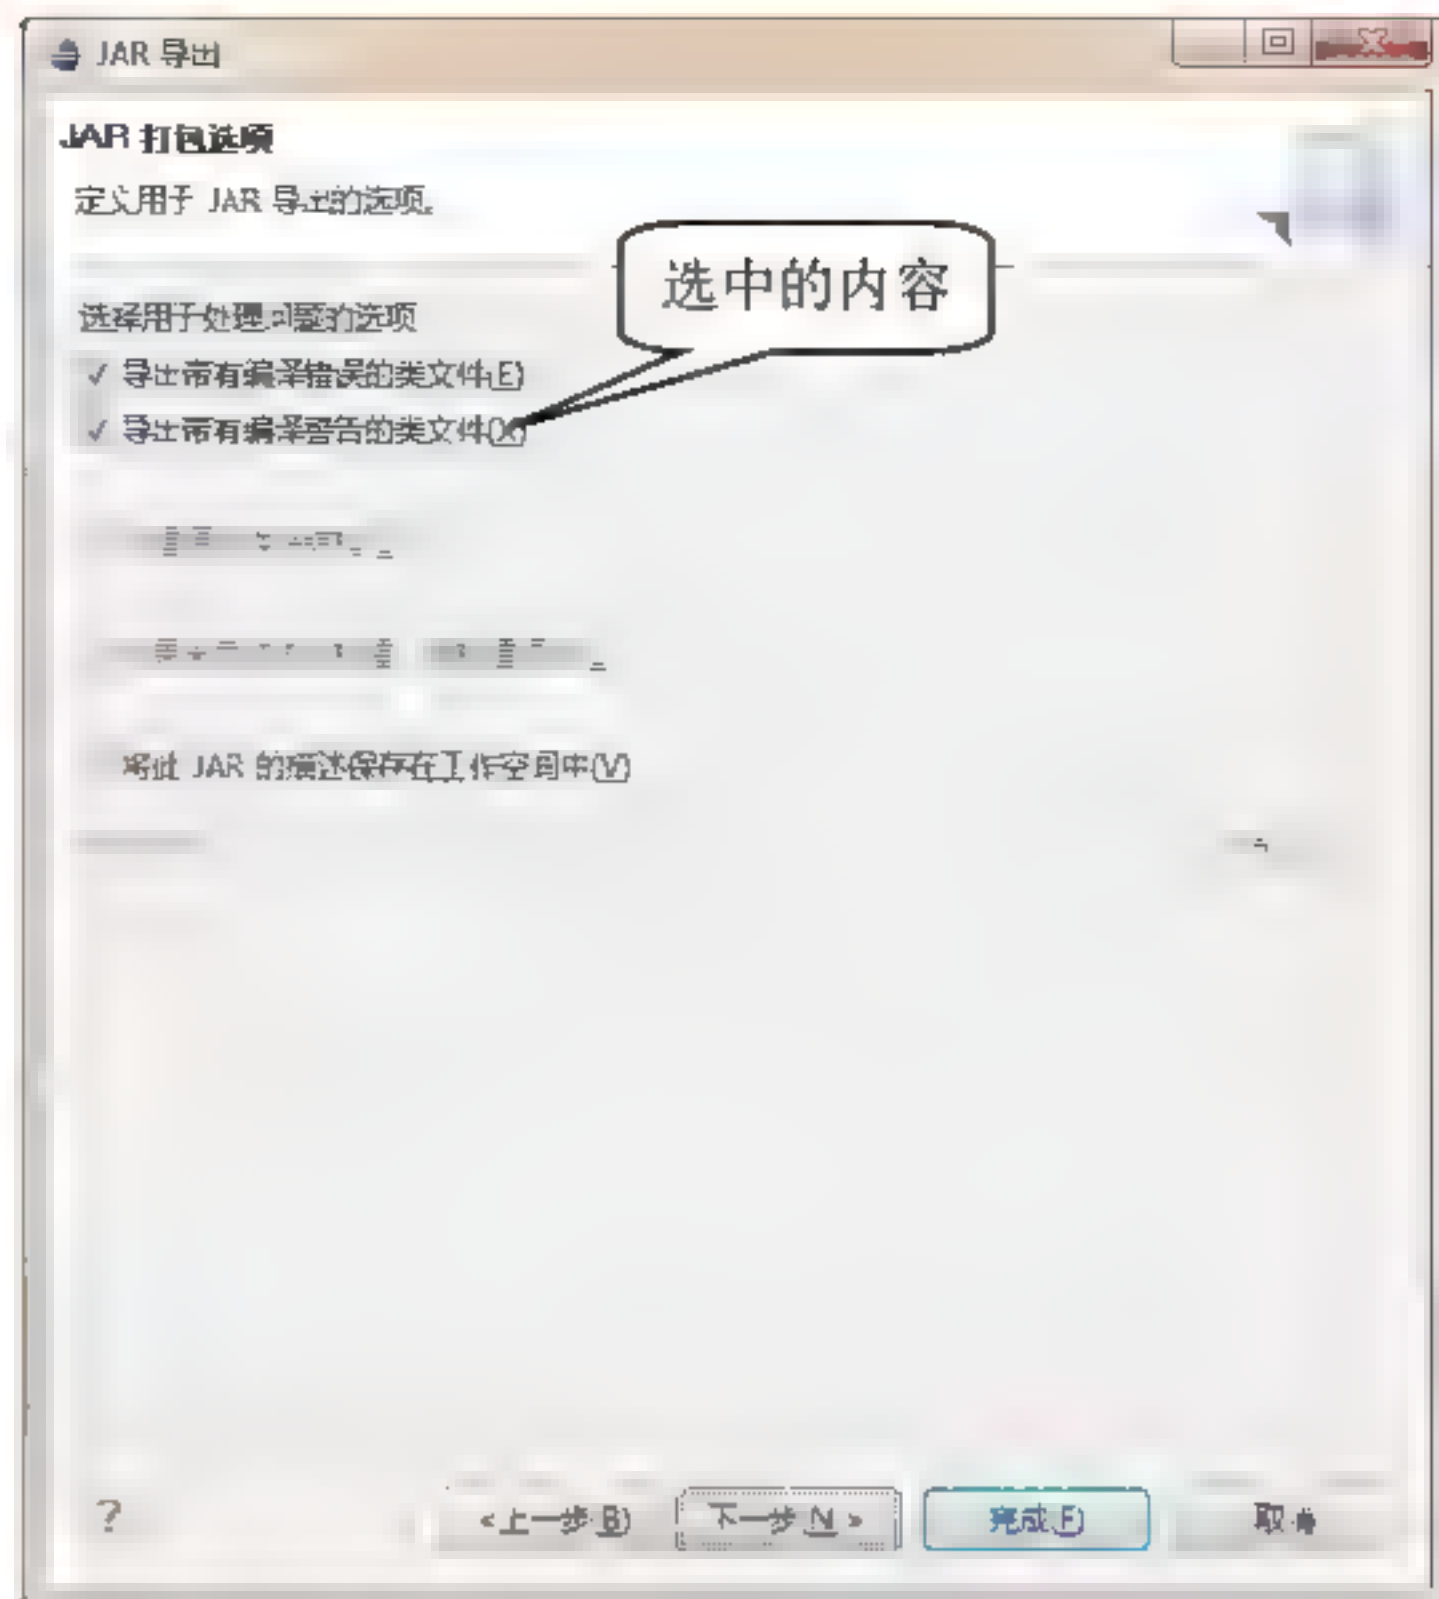 JAR 导出
JAR 打包选项
定义用于 JAR 导出的选项。
选中的内容
选择用于处理问题的选项
导出带有编译错误的类文件(E)
导出带有编译警告的类文件(X)
将此 JAR 的描述保存在工作空间中(V)
?
<上一步(B)
下一步(N)>
完成(F)
取消